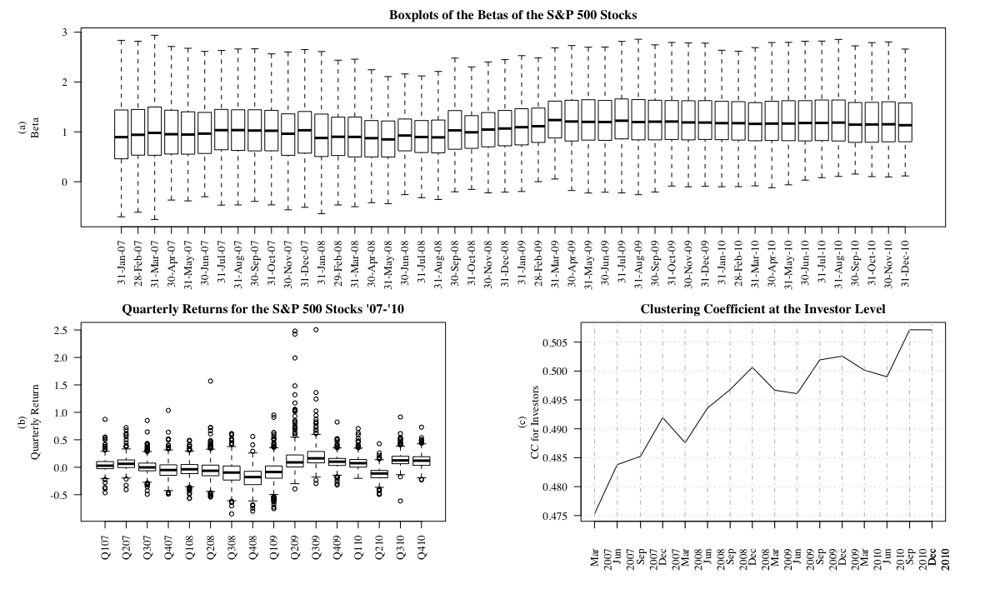 Boxplots of the Betas of the S&P 500 Stocks
(a)
Beta
3
2
1
0
31-Jan-07
28-Feb-07
31-Mar-07
30-Apr-07
31-May-07
30-Jun-07
31-Jul-07
31-Aug-07
30-Sep-07
31-Oct-07
30-Nov-07
31-Dec-07
31-Jan-08
29-Feb-08
31-Mar-08
30-Apr-08
31-May-08
30-Jun-08
31-Jul-08
31-Aug-08
30-Sep-08
31-Oct-08
30-Nov-08
31-Dec-08
31-Jan-09
28-Feb-09
31-Mar-09
30-Apr-09
31-May-09
30-Jun-09
31-Jul-09
31-Aug-09
30-Sep-09
31-Oct-09
30-Nov-09
31-Dec-09
31-Jan-10
28-Feb-10
31-Mar-10
30-Apr-10
31-May-10
30-Jun-10
31-Jul-10
31-Aug-10
30-Sep-10
31-Oct-10
30-Nov-10
31-Dec-10
Quarterly Returns for the S&P 500 Stocks '07-'10
(b)
Quarterly Return
2.5
2.0
1.5
1.0
0.5
0.0
-0.5
Q107
Q207
Q307
Q407
Q108
Q208
Q308
Q408
Q109
Q209
Q309
Q409
Q110
Q210
Q310
Q410
Clustering Coefficient at the Investor Level
(c)
CC for Investors
0.505
0.500
0.495
0.490
0.485
0.480
0.475
Mar
2007
Jun
2007
Sep
2007
Dec
2007
Mar
2008
Jun
2008
Sep
2008
Dec
2008
Mar
2009
Jun
2009
Sep
2009
Dec
2009
Mar
2010
Jun
2010
Sep
2010
Dec
2010